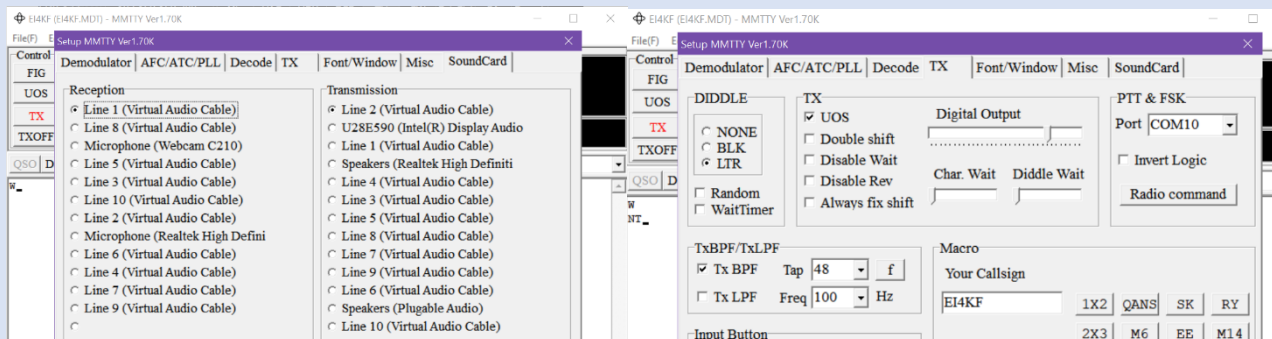 EI4KF (EI4KF.MDT) - MMTTY Ver1.70K
File(F) E
Setup MMTTY Ver1.70K
Control
FIG
UOS
TX
TXOFF
QSO D
W_
Demodulator AFC/ATC/PLL Decode TX Font/Window Misc SoundCard
Reception
Line 1 (Virtual Audio Cable)
Line 8 (Virtual Audio Cable)
Microphone (Webcam C210)
Line 5 (Virtual Audio Cable)
Line 3 (Virtual Audio Cable)
Line 10 (Virtual Audio Cable)
Line 2 (Virtual Audio Cable)
Microphone (Realtek High Defini
Line 6 (Virtual Audio Cable)
Line 4 (Virtual Audio Cable)
Line 7 (Virtual Audio Cable)
Line 9 (Virtual Audio Cable)
Transmission
Line 2 (Virtual Audio Cable)
U28E590 (Intel(R) Display Audio
Line 1 (Virtual Audio Cable)
Speakers (Realtek High Definiti
Line 4 (Virtual Audio Cable)
Line 3 (Virtual Audio Cable)
Line 5 (Virtual Audio Cable)
Line 8 (Virtual Audio Cable)
Line 7 (Virtual Audio Cable)
Line 9 (Virtual Audio Cable)
Line 6 (Virtual Audio Cable)
Speakers (Plugable Audio)
Line 10 (Virtual Audio Cable)
EI4KF (EI4KF.MDT) - MMTTY Ver1.70K
File(F) E
Setup MMTTY Ver1.70K
Control
FIG
UOS
TX
TXOFF
QSO D
W
NT_
Demodulator AFC/ATC/PLL Decode TX Font/Window Misc SoundCard
DIDDLE
NONE
BLK
LTR
Random
WaitTimer
TX
UOS
Double shift
Disable Wait
Disable Rev
Always fix shift
Digital Output
Char. Wait Diddle Wait
PTT & FSK
Port COM10
Invert Logic
Radio command
TxBPF/TxLPF
Tx BPF Tap 48 f
Tx LPF Freq 100 Hz
Input Button
Macro
Your Callsign
EI4KF
1X2 QANS SK RY
2X3 M6 EE M14